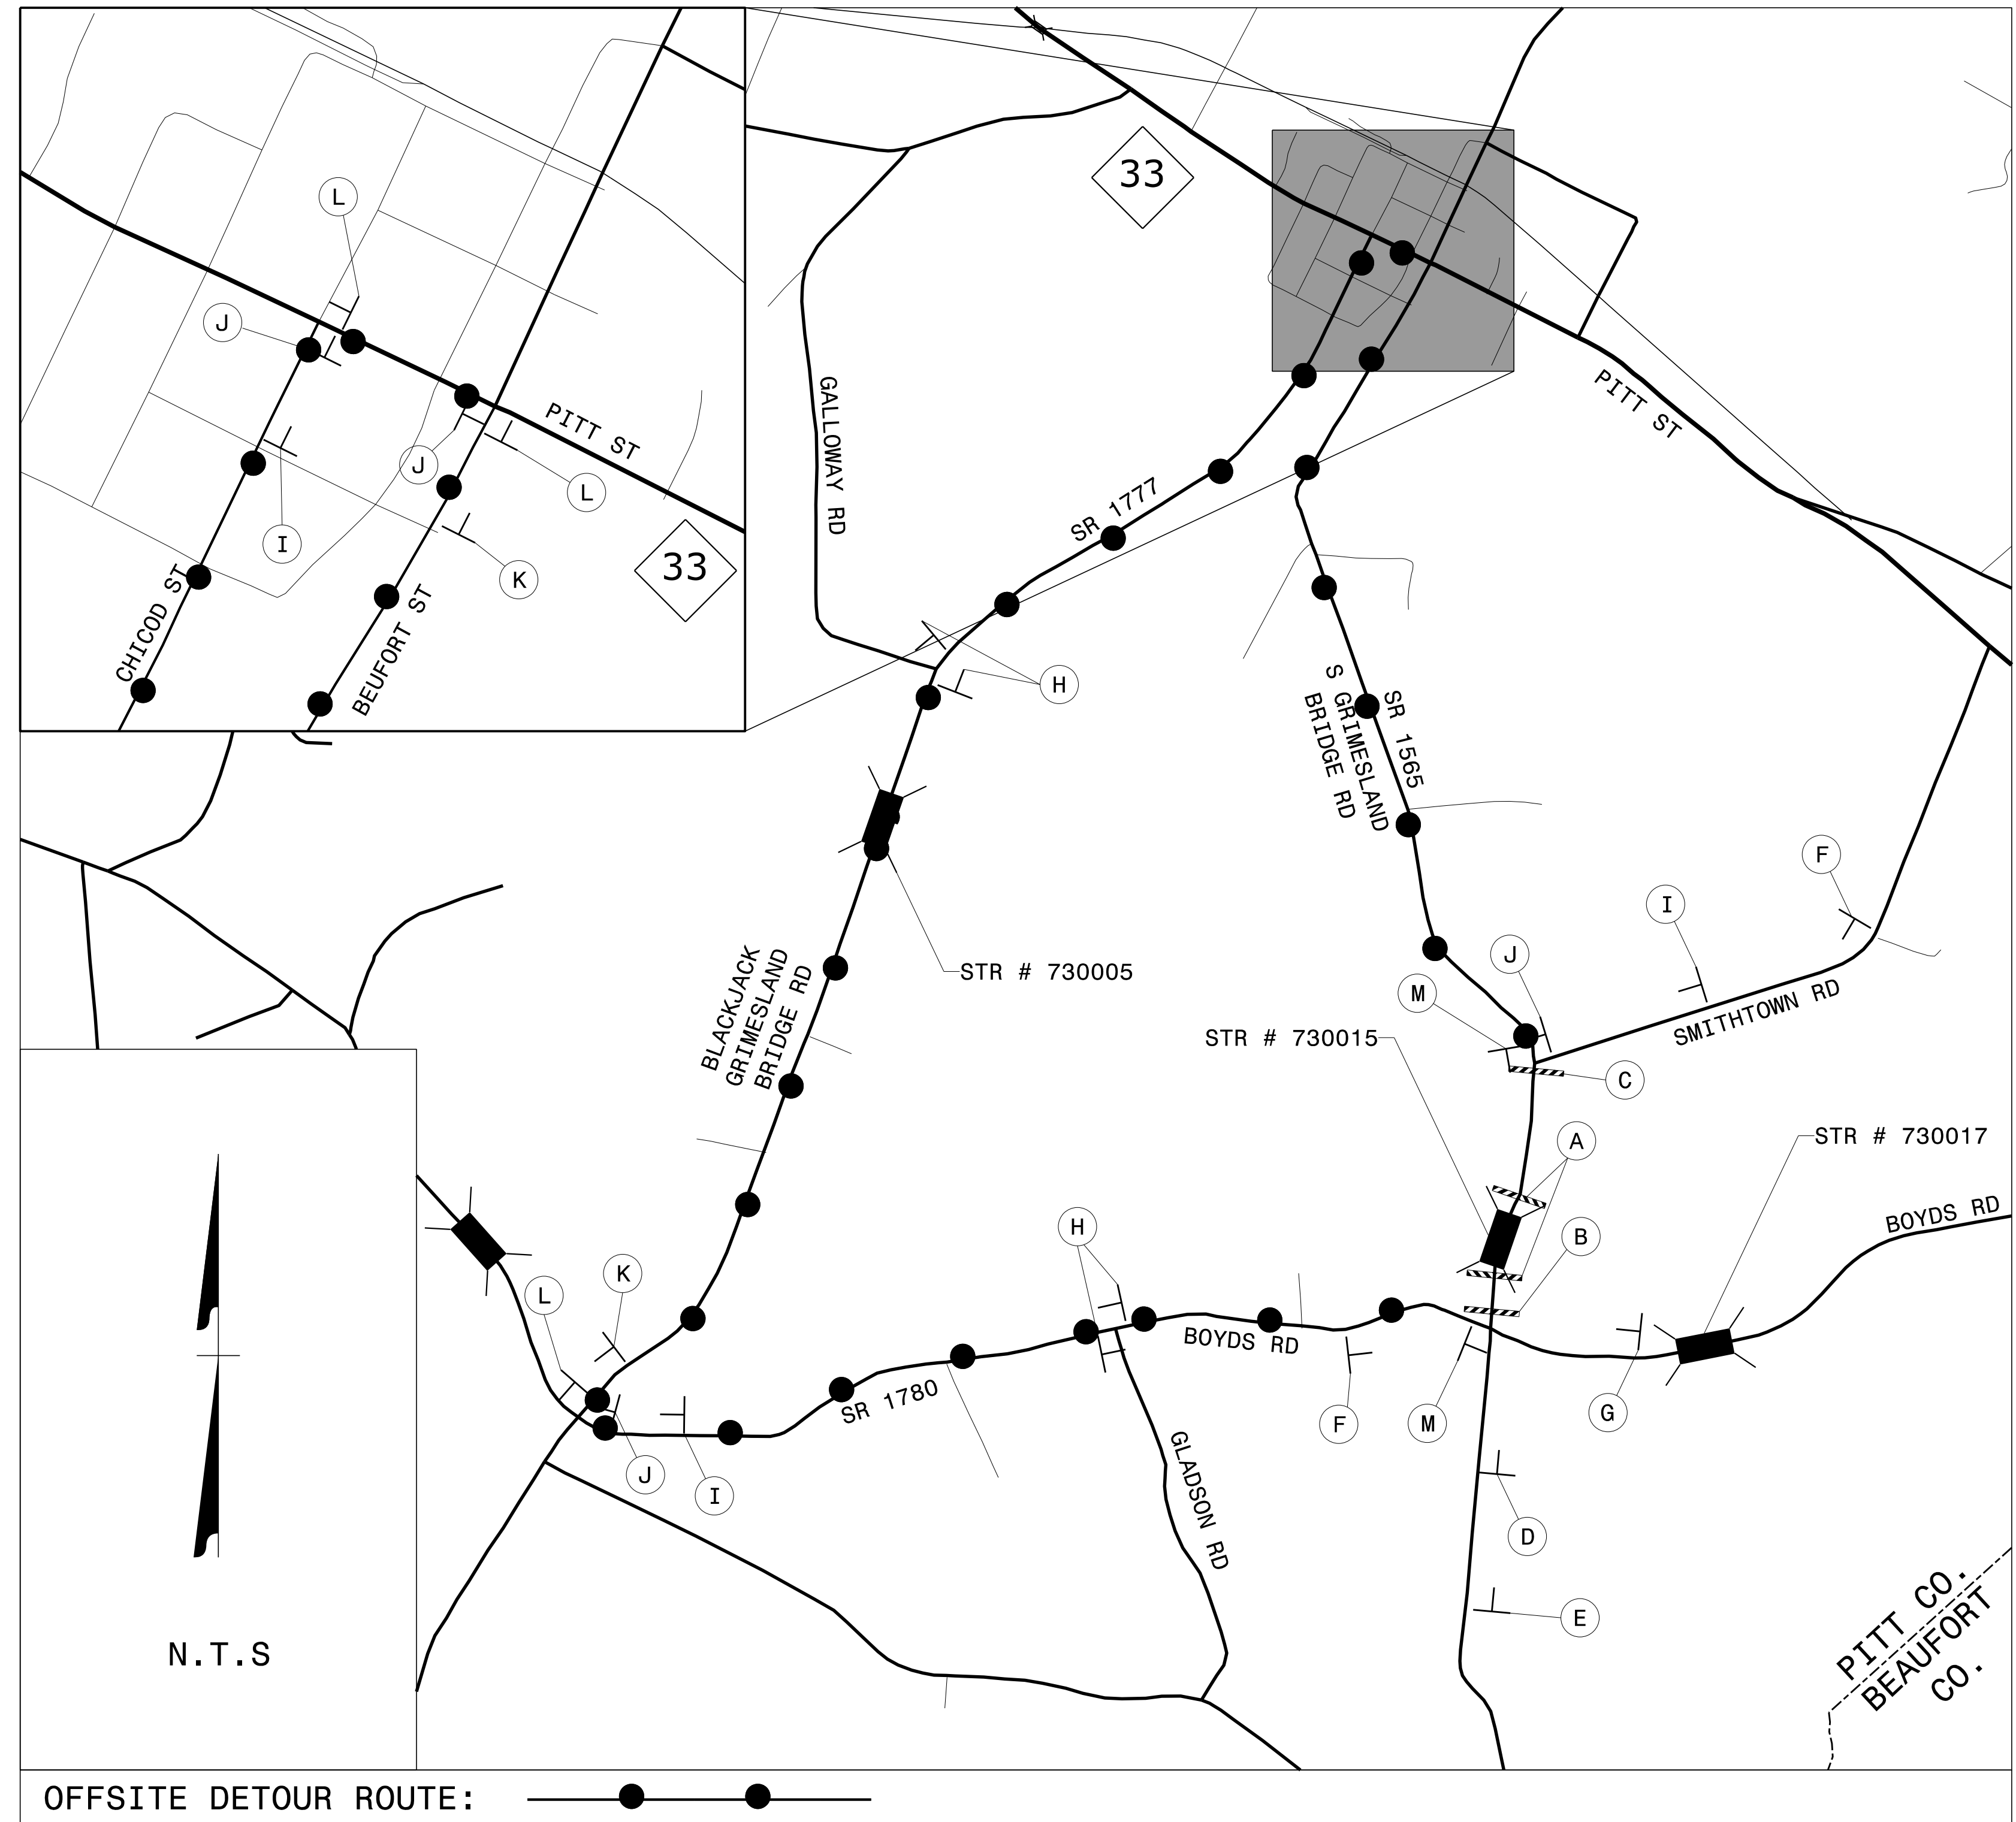 L
J
J
L
I
K
PITT ST
33
CHICOD ST
BEUFORT ST
33
PITT ST
GALLOWAY RD
SR 1777
H
S GRIMESLAND
BRIDGE RD
SR 1565
F
I
J
M
SMITHTOWN RD
STR # 730005
STR # 730015
C
BLACKJACK
GRIMESLAND
BRIDGE RD
A
STR # 730017
B
BOYDS RD
H
K
L
BOYDS RD
SR 1780
F
M
G
J
I
GLADSON RD
D
E
PITT CO.
BEAUFORT
CO.
N.T.S
OFFSITE DETOUR ROUTE: